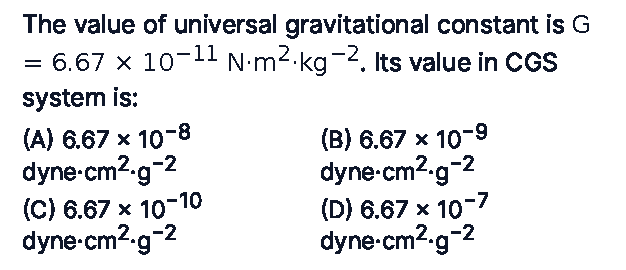 The value of universal gravitational constant is G
= 6.67 × 10⁻¹¹ N·m²·kg⁻². Its value in CGS
system is:
(A) 6.67 × 10⁻⁸ (B) 6.67 × 10⁻⁹
dyne·cm²·g⁻² dyne·cm²·g⁻²
(C) 6.67 × 10⁻¹⁰ (D) 6.67 × 10⁻⁷
dyne·cm²·g⁻² dyne·cm²·g⁻²